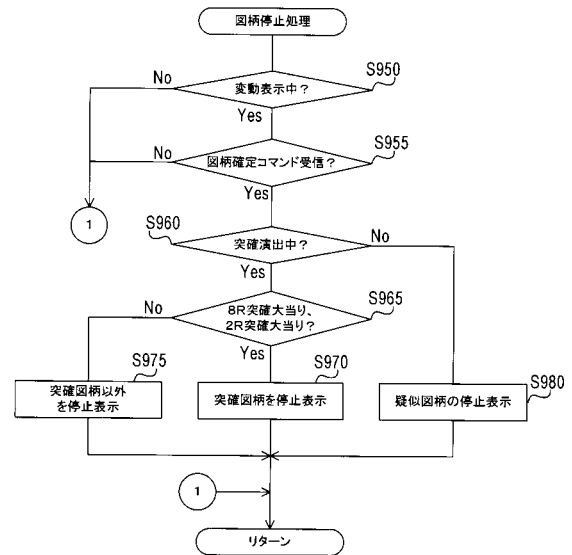 図柄停止処理
S950
No
変動表示中？
Yes
S955
No
図柄確定コマンド受信？
Yes
1
S960
突確演出中？
No
Yes
S965
No
8R突確大当り、
2R突確大当り？
Yes
S975
突確図柄以外
を停止表示
S970
突確図柄を停止表示
S980
疑似図柄の停止表示
1
リターン